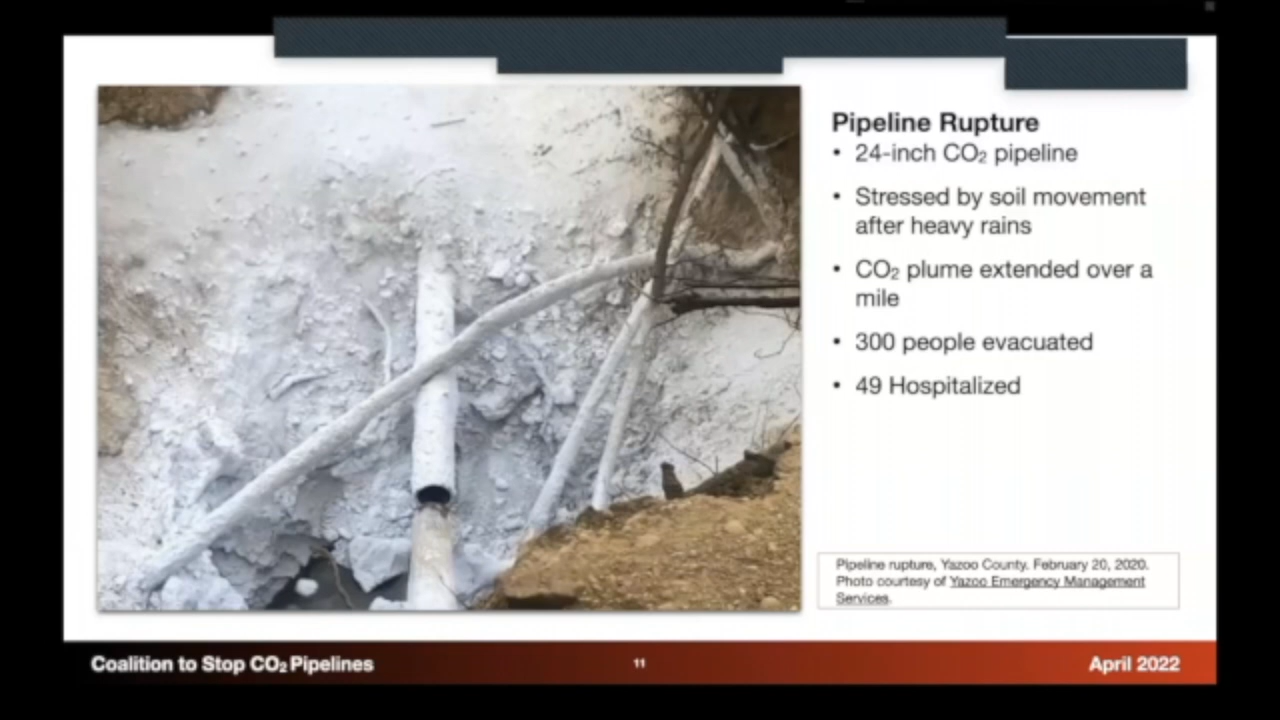 Pipeline Rupture
• 24-inch CO₂ pipeline
• Stressed by soil movement
after heavy rains
• CO₂ plume extended over a
mile
• 300 people evacuated
• 49 Hospitalized
Pipeline rupture, Yazoo County. February 20, 2020.
Photo courtesy of Yazoo Emergency Management
Services.
Coalition to Stop CO₂ Pipelines
11
April 2022